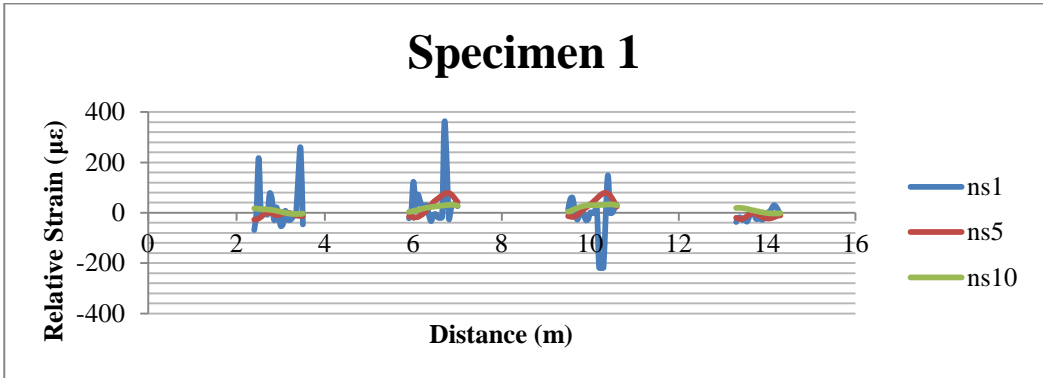 Specimen 1
Relative Strain (με)
400
200
0
-200
-400
0 2 4 6 8 10 12 14 16
Distance (m)
ns1
ns5
ns10